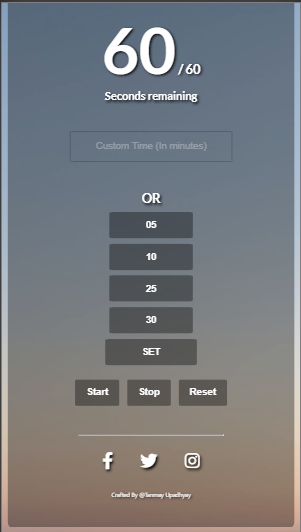 60 / 60
Seconds remaining
Custom Time (In minutes)
OR
05
10
25
30
SET
Start Stop Reset
Crafted By @Tanmay Upadhyay